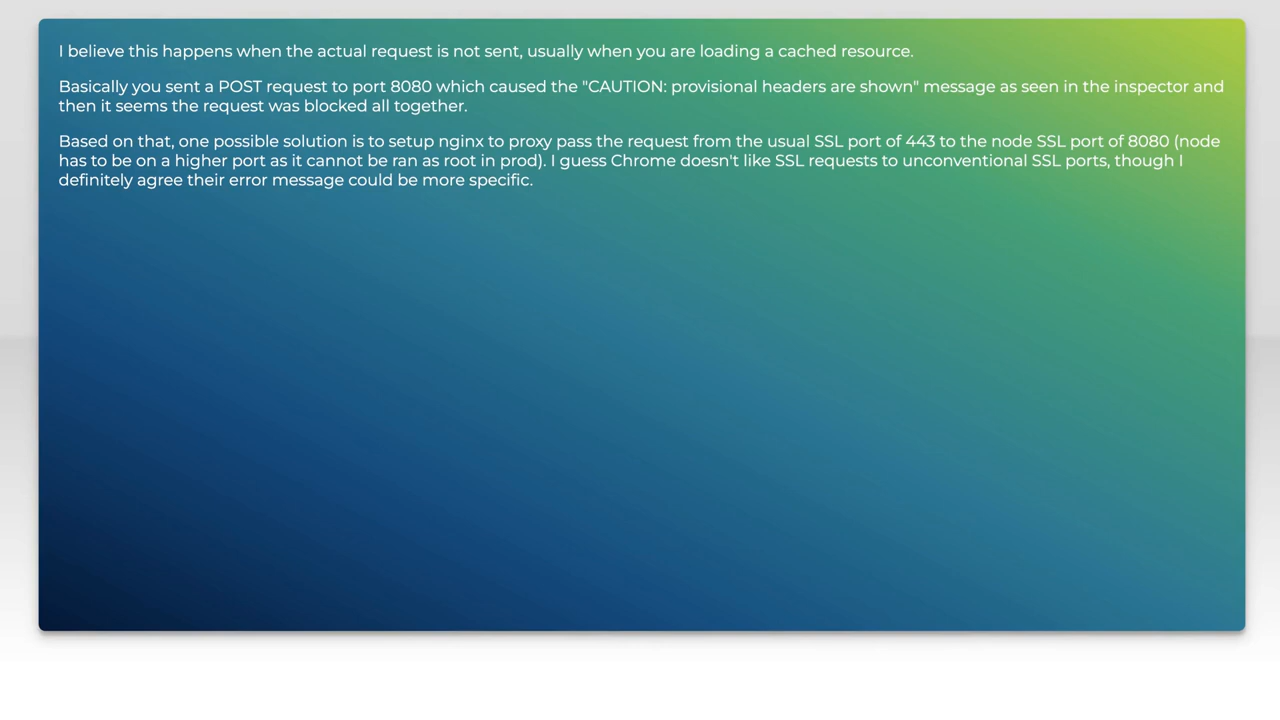 I believe this happens when the actual request is not sent, usually when you are loading a cached resource.
Basically you sent a POST request to port 8080 which caused the "CAUTION: provisional headers are shown" message as seen in the inspector and
then it seems the request was blocked all together.
Based on that, one possible solution is to setup nginx to proxy pass the request from the usual SSL port of 443 to the node SSL port of 8080 (node
has to be on a higher port as it cannot be ran as root in prod). I guess Chrome doesn't like SSL requests to unconventional SSL ports, though I
definitely agree their error message could be more specific.